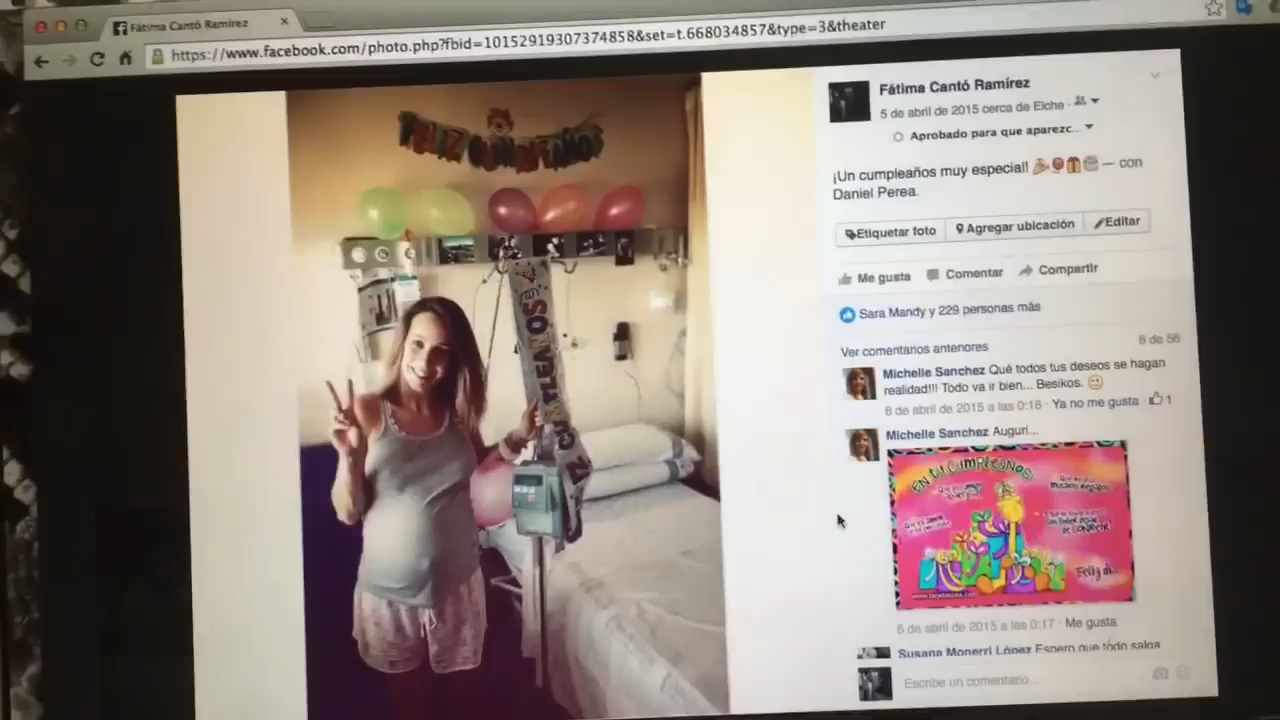 Fátima Cantó Ramírez
https://www.facebook.com/photo.php?fbid=10152919307374858&set=t.668034857&type=3&theater
FELIZ CUMPLEAÑOS
CUMPLEAÑOS
Fátima Cantó Ramírez
5 de abril de 2015 cerca de Elche ·
Aprobado para que aparezc...
¡Un cumpleaños muy especial! — con
Daniel Perea.
Etiquetar foto
Agregar ubicación
Editar
Me gusta
Comentar
Compartir
Sara Mandy y 229 personas más
Ver comentarios anteriores
6 de 56
Michelle Sanchez Qué todos tus deseos se hagan
realidad!!! Todo va ir bien... Besikos.
6 de abril de 2015 a las 0:16 · Ya no me gusta · 1
Michelle Sanchez Auguri...
EN TU CUMPLEAÑOS
Feliz dí...
6 de abril de 2015 a las 0:17 · Me gusta
Susana Monerri López Espero que todo salga
Escribe un comentario...